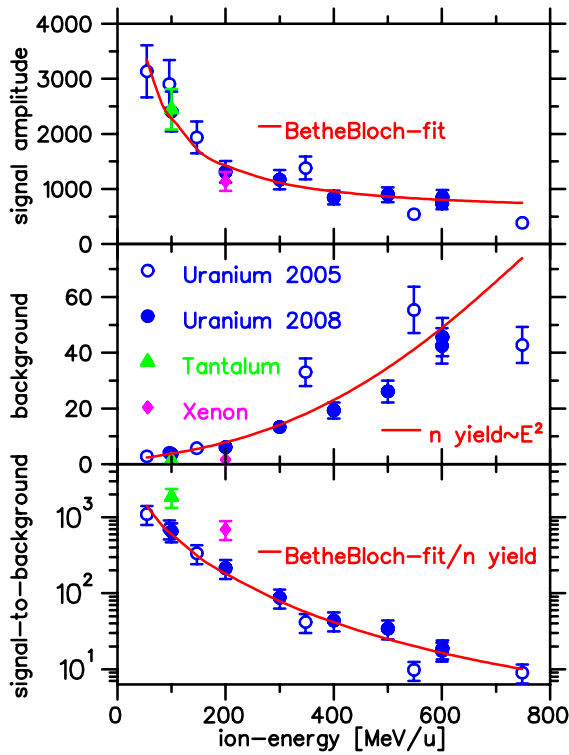 4000
3000
2000
1000
0
signal amplitude
BetheBloch-fit
60
40
20
0
background
Uranium 2005
Uranium 2008
Tantalum
Xenon
n yield~E²
10³
10²
10¹
signal-to-background
BetheBloch-fit/n yield
0 200 400 600 800
ion-energy [MeV/u]